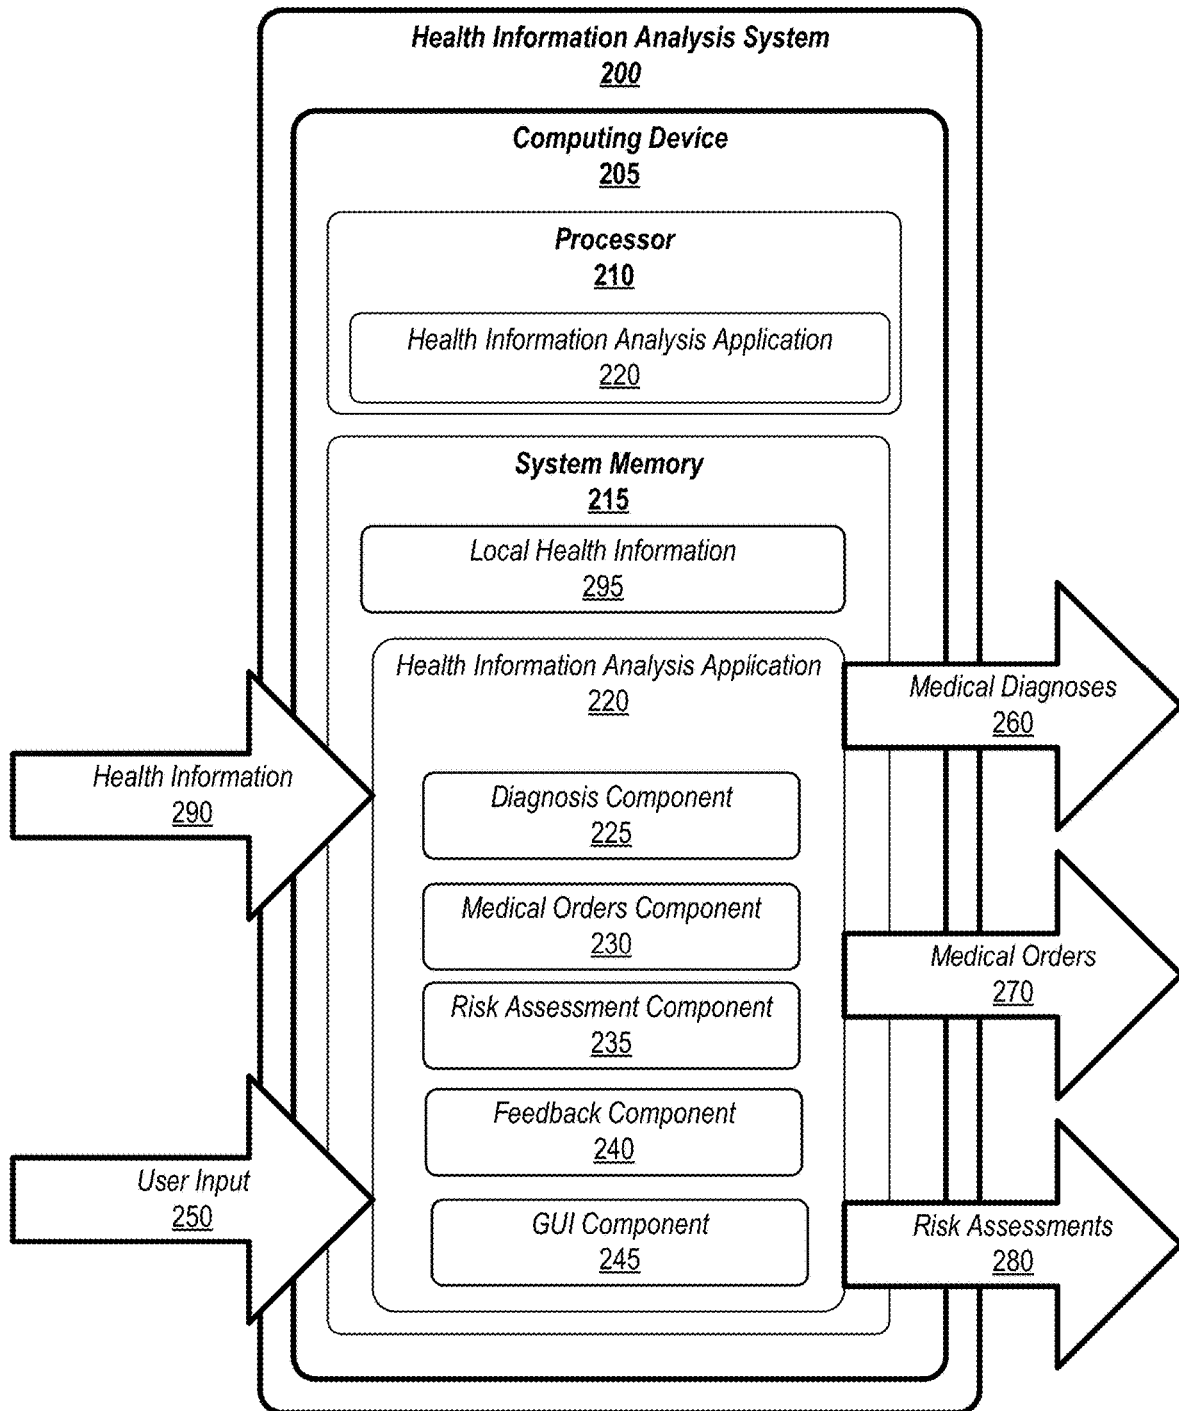 Health Information Analysis System
200
Computing Device
205
Processor
210
Health Information Analysis Application
220
System Memory
215
Local Health Information
295
Health Information Analysis Application
220
Health Information
290
Diagnosis Component
225
Medical Orders Component
230
Risk Assessment Component
235
Feedback Component
240
User Input
250
GUI Component
245
Medical Diagnoses
260
Medical Orders
270
Risk Assessments
280